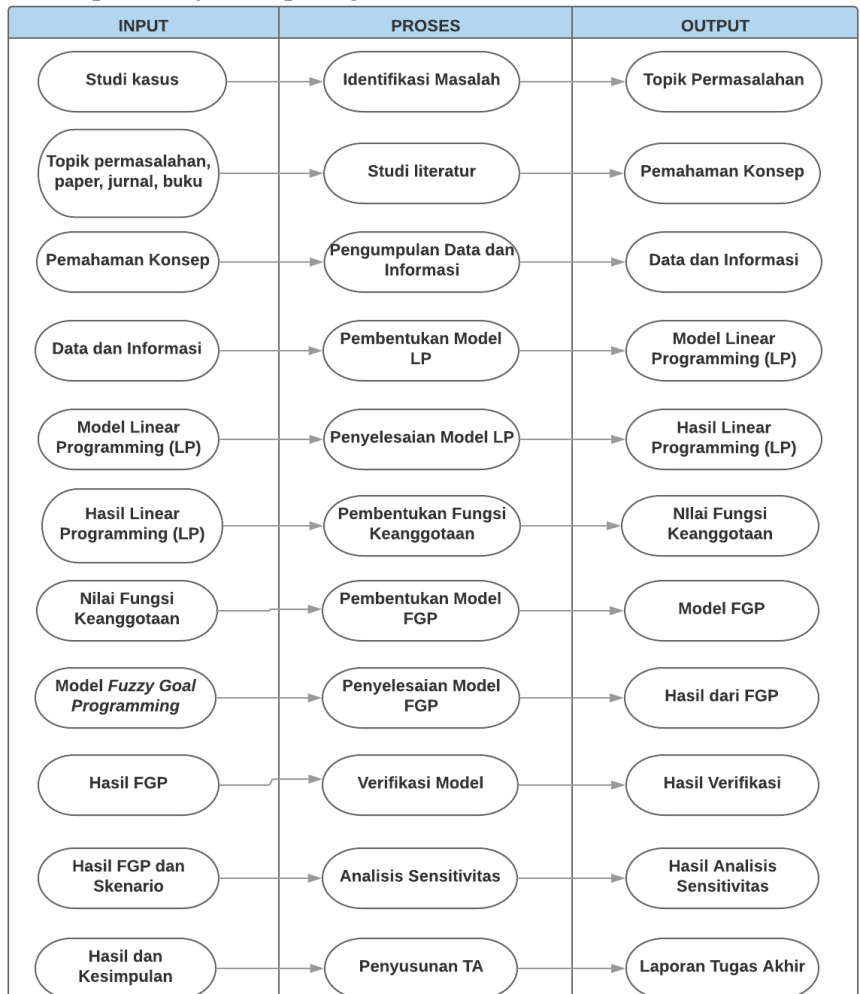 INPUT
PROSES
OUTPUT
Studi kasus
Identifikasi Masalah
Topik Permasalahan
Topik permasalahan,
paper, jurnal, buku
Studi literatur
Pemahaman Konsep
Pemahaman Konsep
Pengumpulan Data dan
Informasi
Data dan Informasi
Data dan Informasi
Pembentukan Model
LP
Model Linear
Programming (LP)
Model Linear
Programming (LP)
Penyelesaian Model LP
Hasil Linear
Programming (LP)
Hasil Linear
Programming (LP)
Pembentukan Fungsi
Keanggotaan
NIlai Fungsi
Keanggotaan
Nilai Fungsi
Keanggotaan
Pembentukan Model
FGP
Model FGP
Model Fuzzy Goal
Programming
Penyelesaian Model
FGP
Hasil dari FGP
Hasil FGP
Verifikasi Model
Hasil Verifikasi
Hasil FGP dan
Skenario
Analisis Sensitivitas
Hasil Analisis
Sensitivitas
Hasil dan
Kesimpulan
Penyusunan TA
Laporan Tugas Akhir